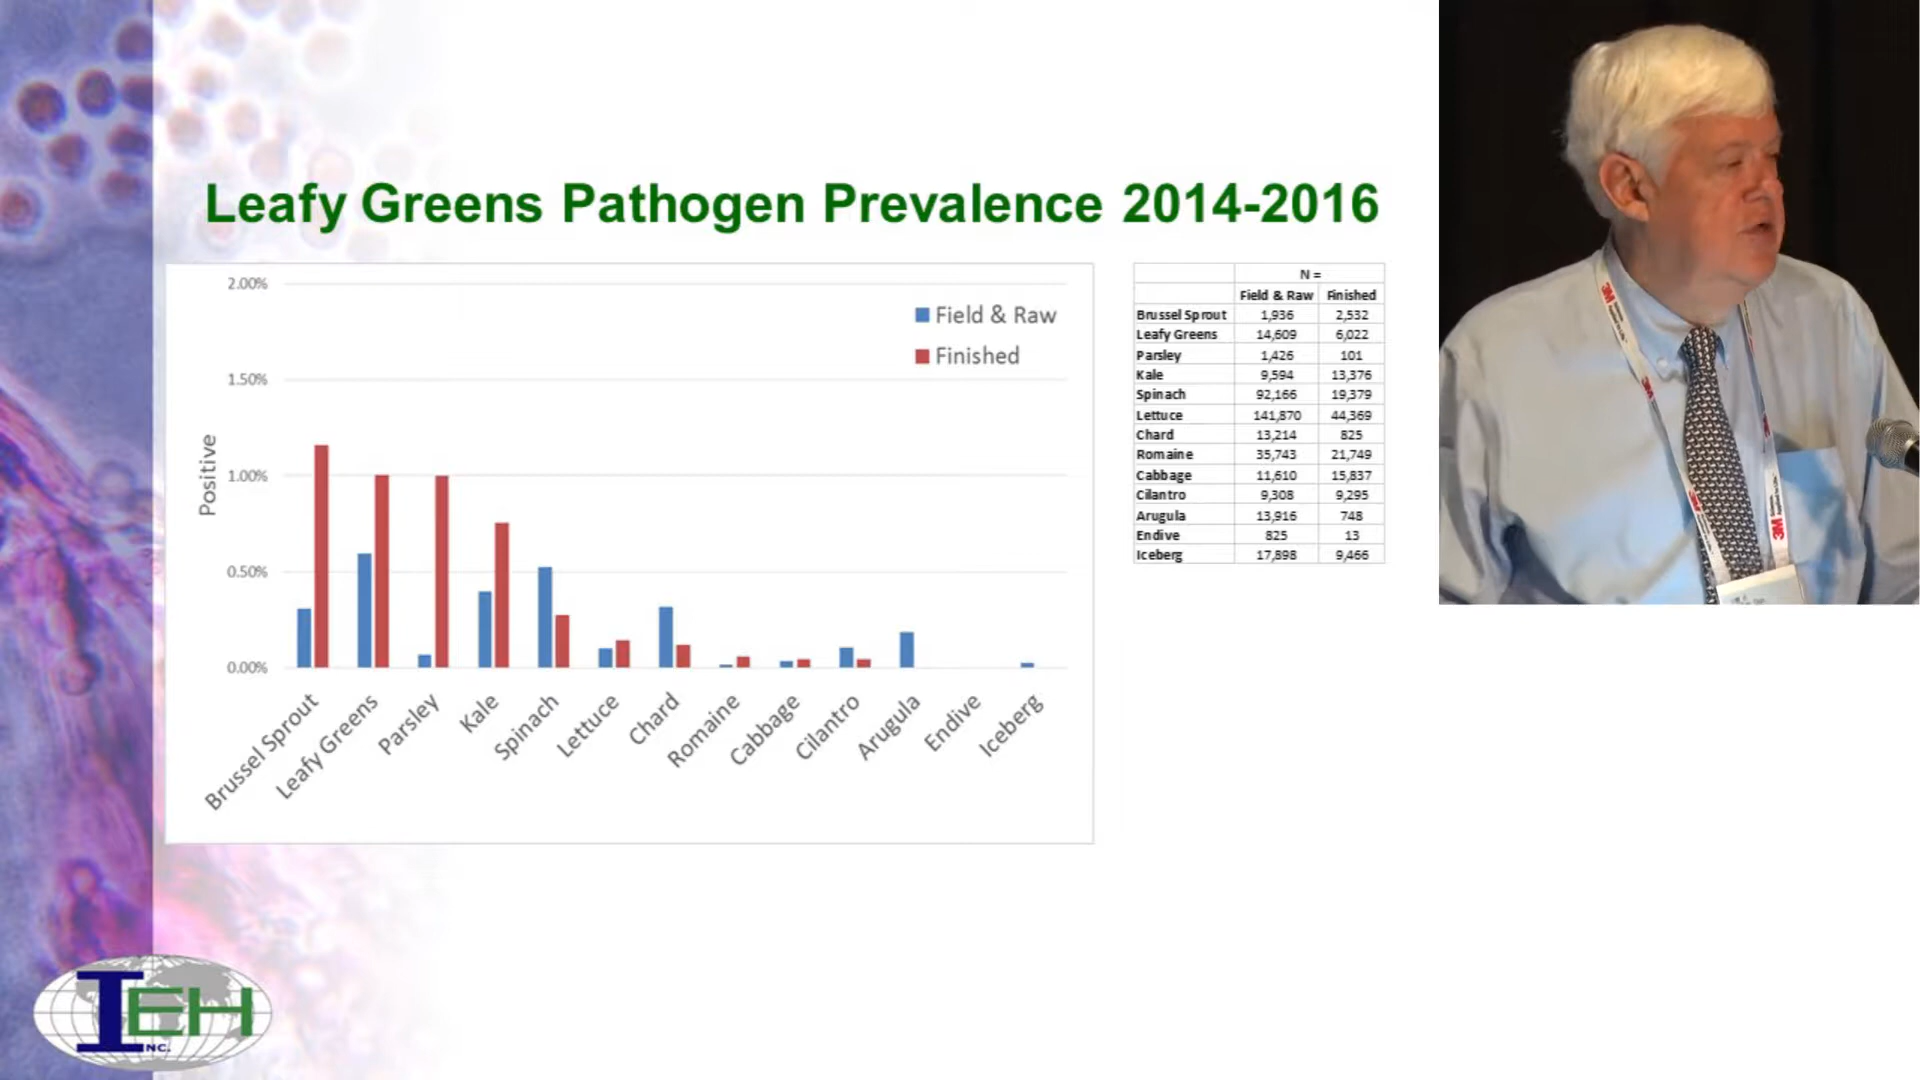 Leafy Greens Pathogen Prevalence 2014-2016
2.00%
1.50%
1.00%
0.50%
0.00%
Positive
Field & Raw
Finished
Brussel Sprout
Leafy Greens
Parsley
Kale
Spinach
Lettuce
Chard
Romaine
Cabbage
Cilantro
Arugula
Endive
Iceberg
N =
Field & Raw Finished
Brussel Sprout 1,936 2,532
Leafy Greens 14,609 6,022
Parsley 1,426 101
Kale 9,594 13,376
Spinach 92,166 19,379
Lettuce 141,870 44,369
Chard 13,214 825
Romaine 35,743 21,749
Cabbage 11,610 15,837
Cilantro 9,308 9,295
Arugula 13,916 748
Endive 825 13
Iceberg 17,898 9,466
3M
3M
IEH
INC.